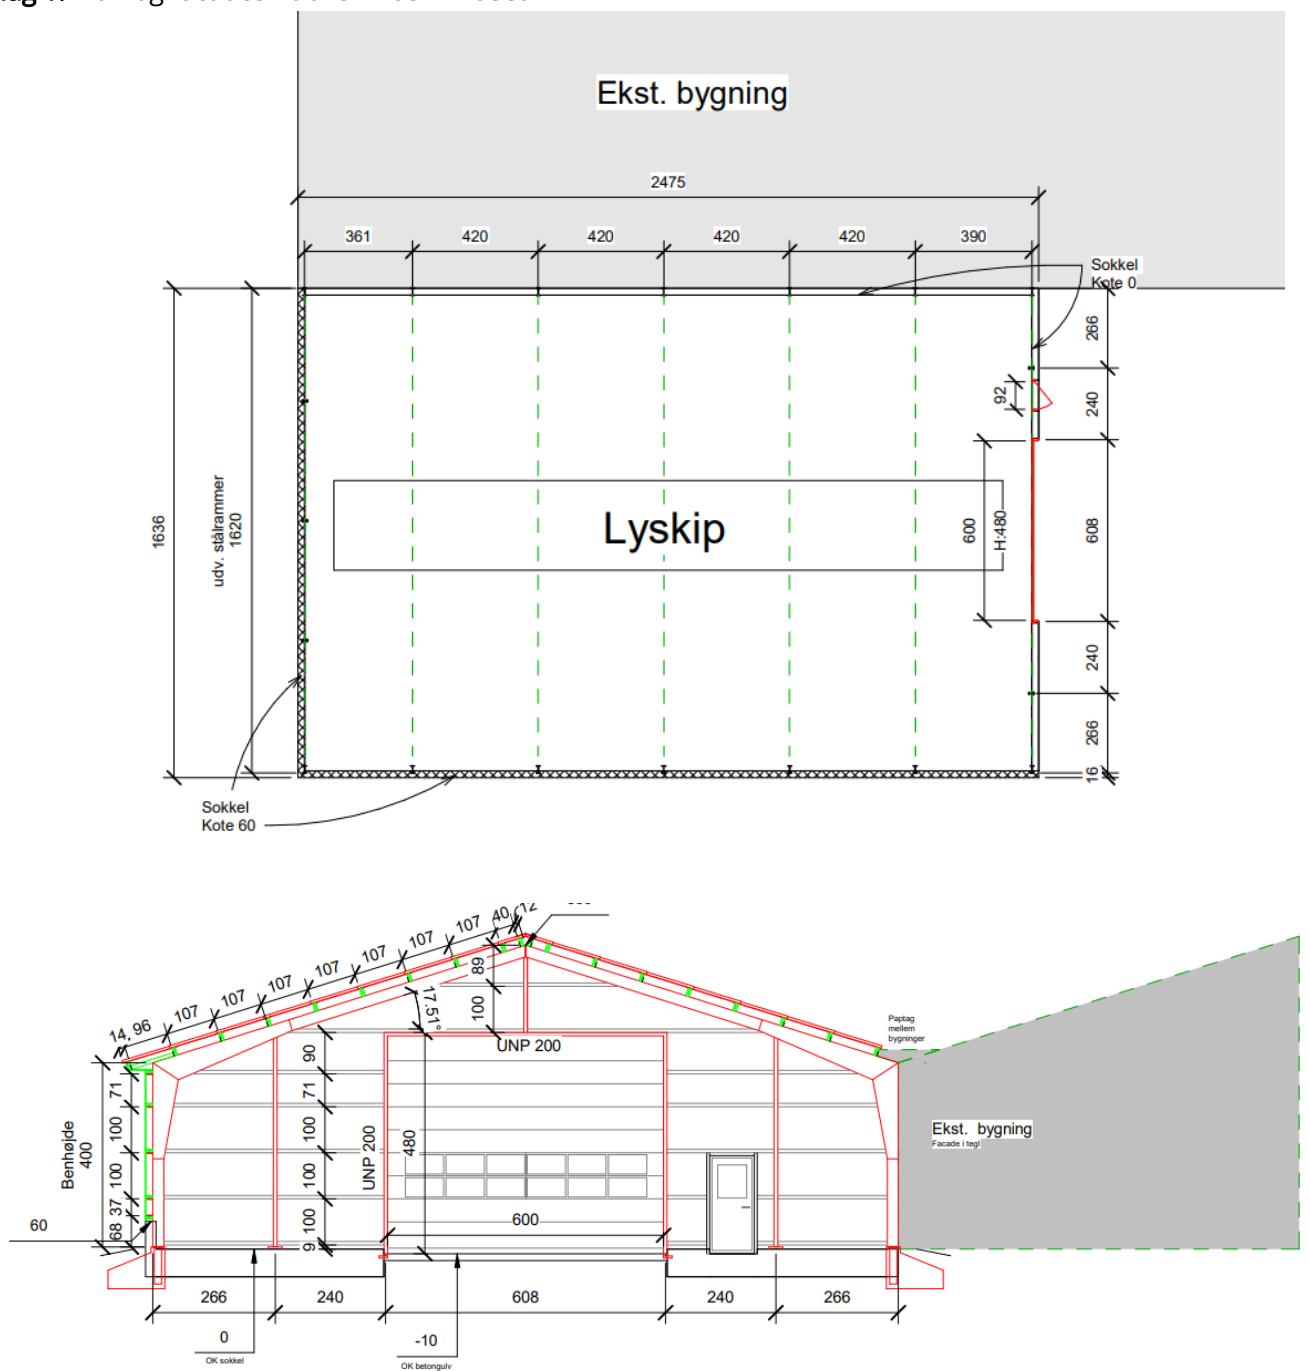 Ekst. bygning
2475
361 420 420 420 420 390
Sokkel
Kote 0
266
92
240
udv. stålrammer
1636
1620
Lyskip
600
H:480
608
240
266
16
Sokkel
Kote 60
14, 96 107 107 107 107 107 107 107 40 12
89
100
17.51°
UNP 200
90
71
100
100
100
9
UNP 200
480
600
Benhøjde
400
71
100
100
37
68
60
Paptag
mellem
bygninger
Ekst. bygning
Facade i tegl
266 240 608 240 266
0
OK sokkel
-10
OK betongulv